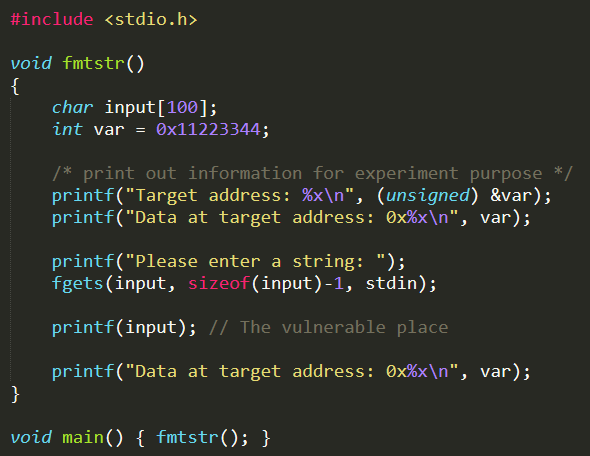 #include <stdio.h>

void fmtstr()
{
    char input[100];
    int var = 0x11223344;

    /* print out information for experiment purpose */
    printf("Target address: %x\n", (unsigned) &var);
    printf("Data at target address: 0x%x\n", var);

    printf("Please enter a string: ");
    fgets(input, sizeof(input)-1, stdin);

    printf(input); // The vulnerable place

    printf("Data at target address: 0x%x\n", var);
}

void main() { fmtstr(); }